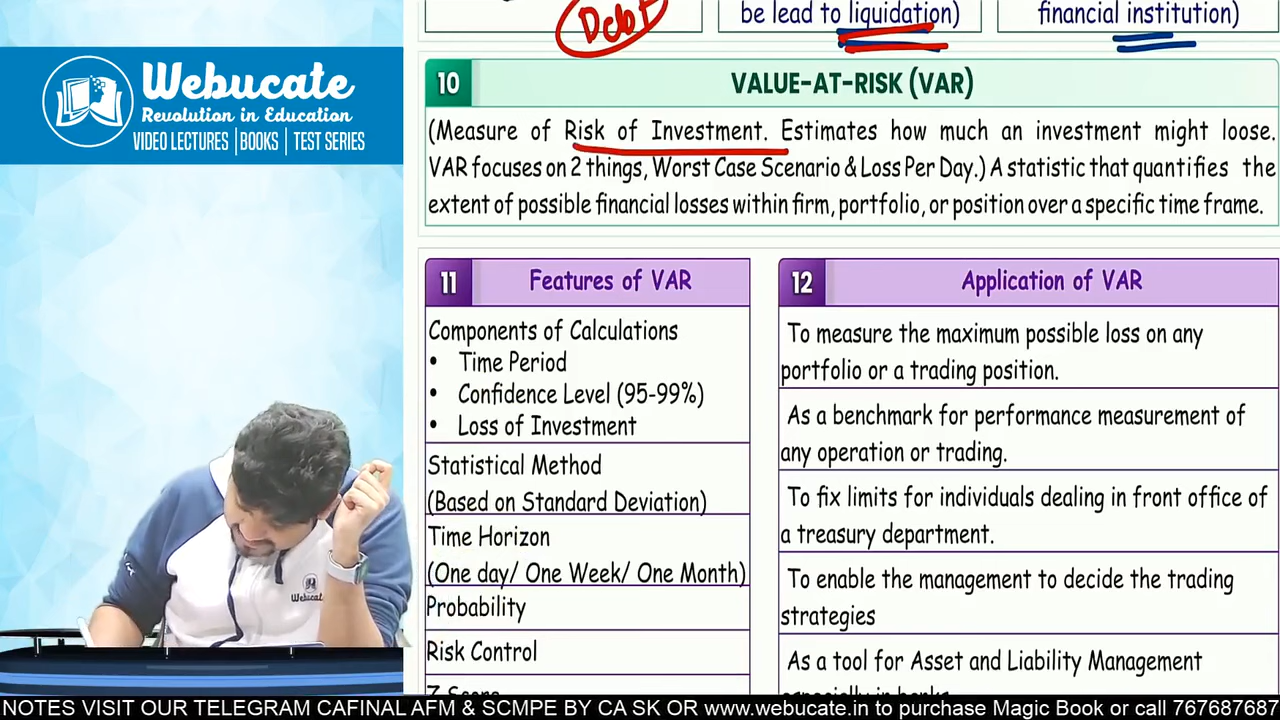 Debt
be lead to liquidation)
financial institution)
Webucate
Revolution in Education
VIDEO LECTURES | BOOKS | TEST SERIES
10
VALUE-AT-RISK (VAR)
(Measure of Risk of Investment. Estimates how much an investment might loose.
VAR focuses on 2 things, Worst Case Scenario & Loss Per Day.) A statistic that quantifies the
extent of possible financial losses within firm, portfolio, or position over a specific time frame.
11
Features of VAR
Components of Calculations
• Time Period
• Confidence Level (95-99%)
• Loss of Investment
Statistical Method
(Based on Standard Deviation)
Time Horizon
(One day/ One Week/ One Month)
Probability
Risk Control
Z Score
12
Application of VAR
To measure the maximum possible loss on any
portfolio or a trading position.
As a benchmark for performance measurement of
any operation or trading.
To fix limits for individuals dealing in front office of
a treasury department.
To enable the management to decide the trading
strategies
As a tool for Asset and Liability Management
especially in banks
Webucate
NOTES VISIT OUR TELEGRAM CAFINAL AFM & SCMPE BY CA SK OR www.webucate.in to purchase Magic Book or call 767687687